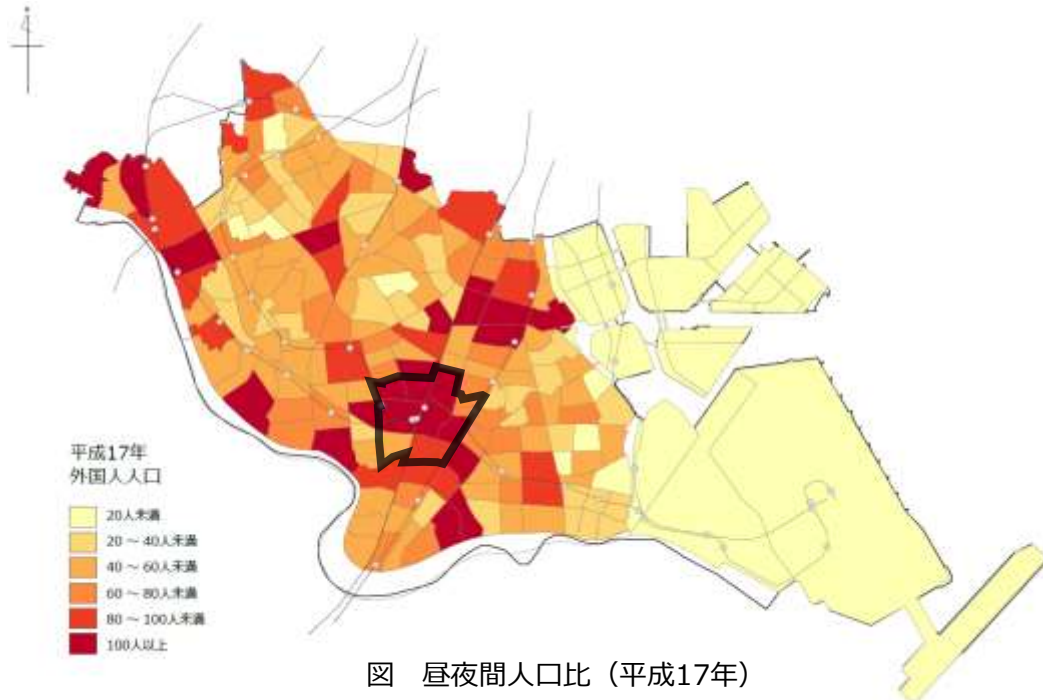 平成17年
外国人人口
20人未満
20 ～ 40人未満
40 ～ 60人未満
60 ～ 80人未満
80 ～ 100人未満
100人以上
図　昼夜間人口比（平成17年）